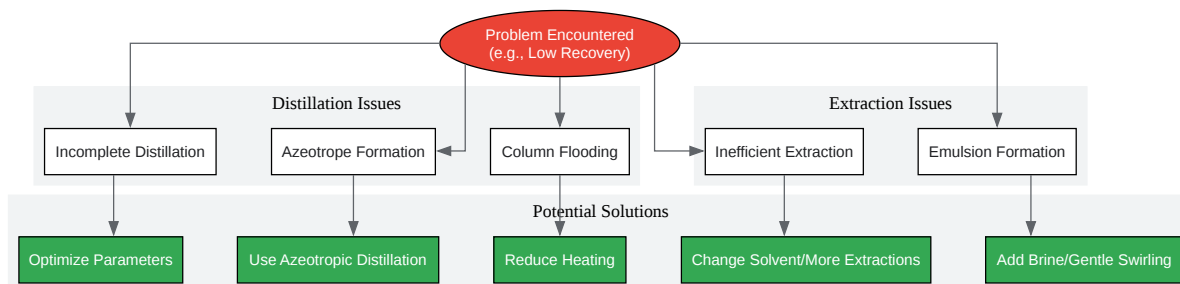 Problem Encountered
(e.g., Low Recovery)
Distillation Issues
Extraction Issues
Incomplete Distillation
Azeotrope Formation
Column Flooding
Inefficient Extraction
Emulsion Formation
Potential Solutions
Optimize Parameters
Use Azeotropic Distillation
Reduce Heating
Change Solvent/More Extractions
Add Brine/Gentle Swirling